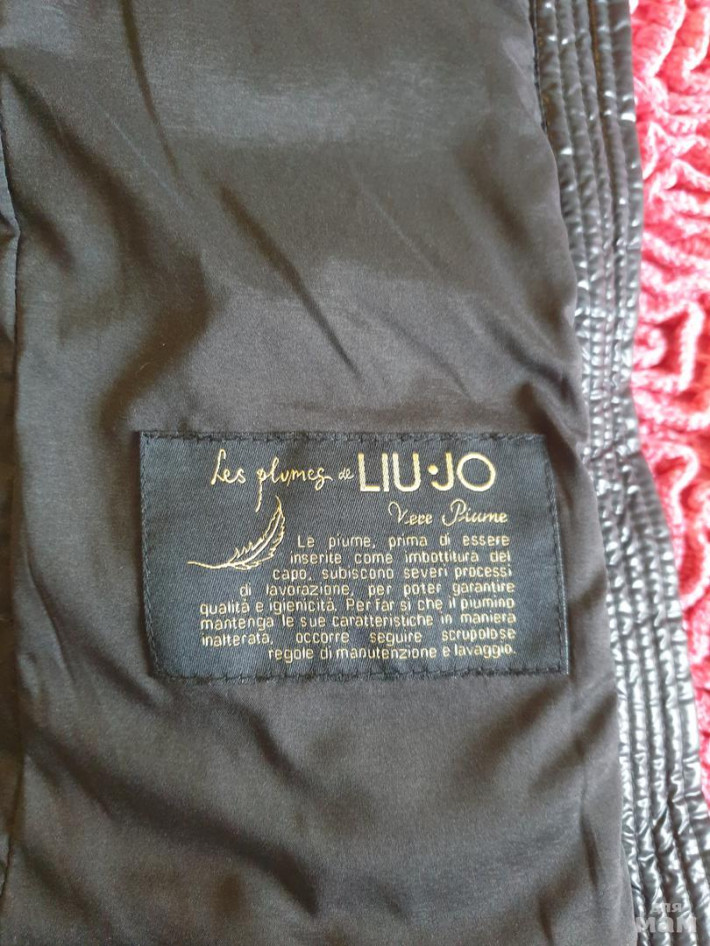 Les plumes de LIU·JO
Vere Piume
Le piume, prima di essere
inserite come imbottitura del
capo, subiscono severi processi
di lavorazione, per poter garantire
qualità e igienicità. Per far sì che il piumino
mantenga le sue caratteristiche in maniera
inalterata, occorre seguire scrupolose
regole di manutenzione e lavaggio.
для
мам